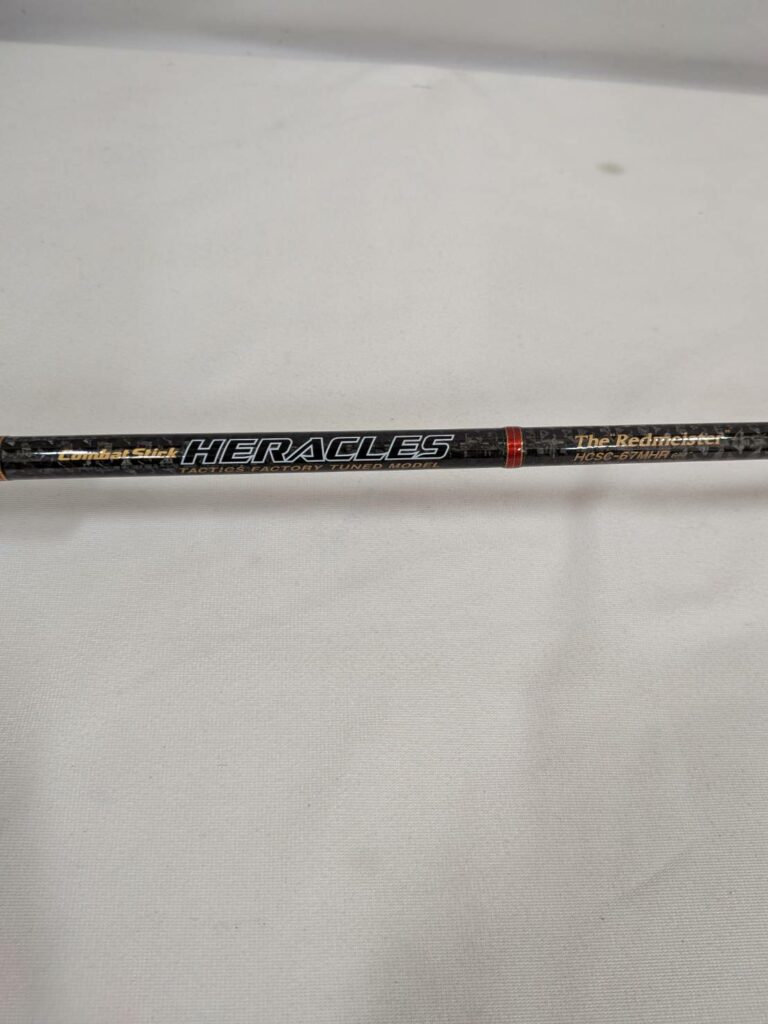 Combat Stick HERACLES
TACTICS FACTORY TUNED MODEL
The Redmeister
HCSC-67MHR